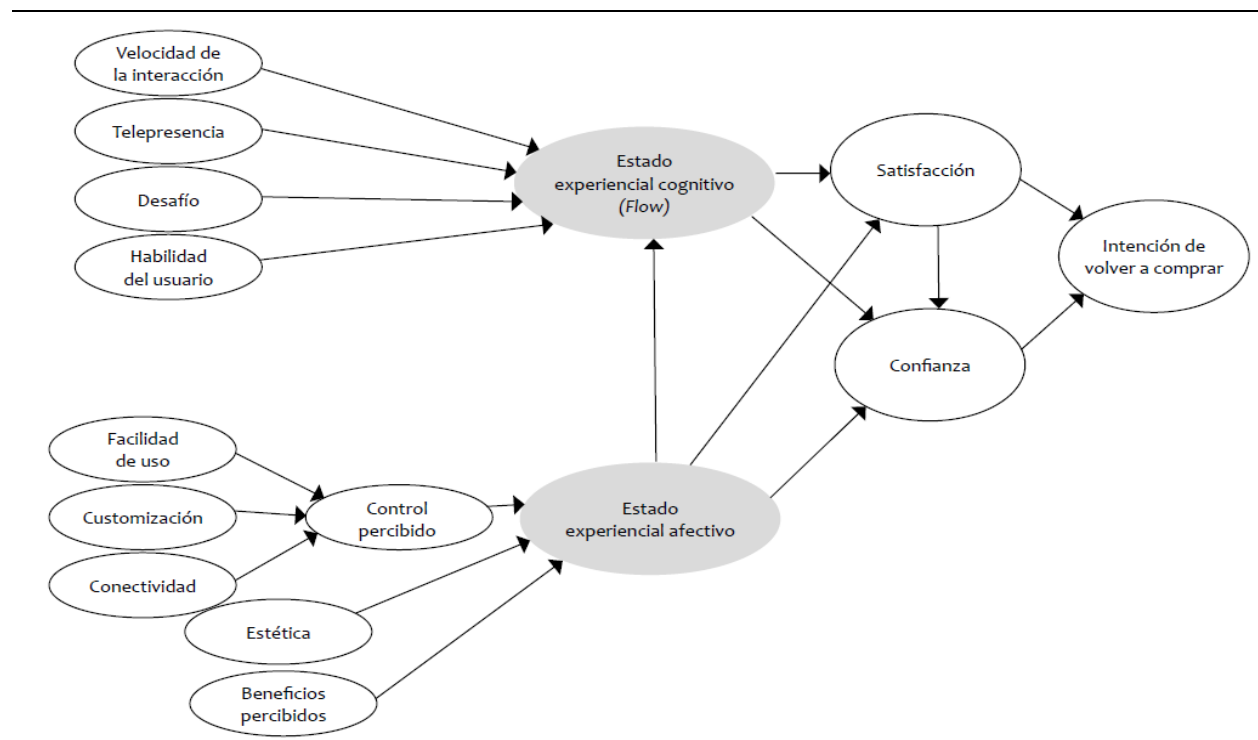 Velocidad de
la interacción
Telepresencia
Desafío
Habilidad
del usuario
Estado
experiencial cognitivo
(Flow)
Satisfacción
Intención de
volver a comprar
Confianza
Facilidad
de uso
Customización
Conectividad
Control
percibido
Estado
experiencial afectivo
Estética
Beneficios
percibidos